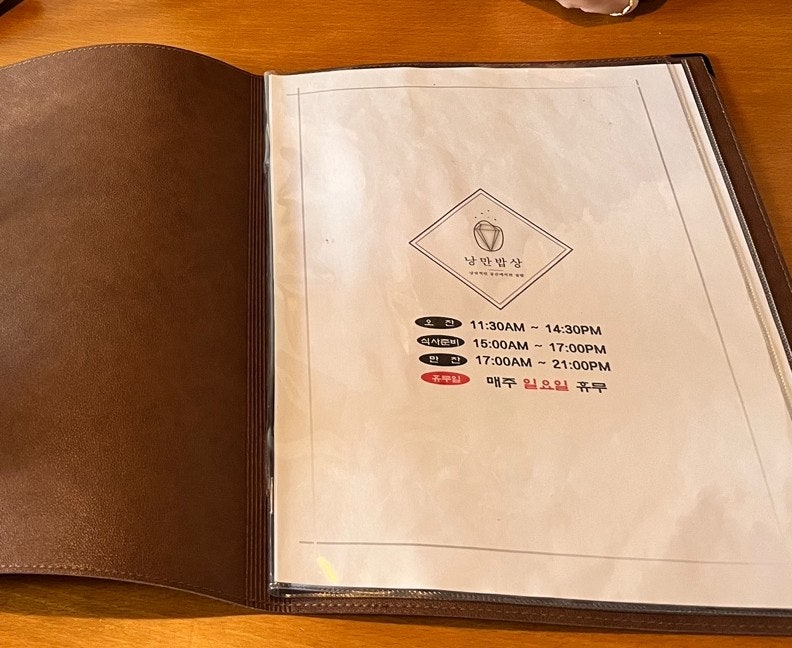 낭만밥상
오 찬 11:30AM ~ 14:30PM
식사준비 15:00AM ~ 17:00PM
만 찬 17:00AM ~ 21:00PM
휴무일 매주 일요일 휴무